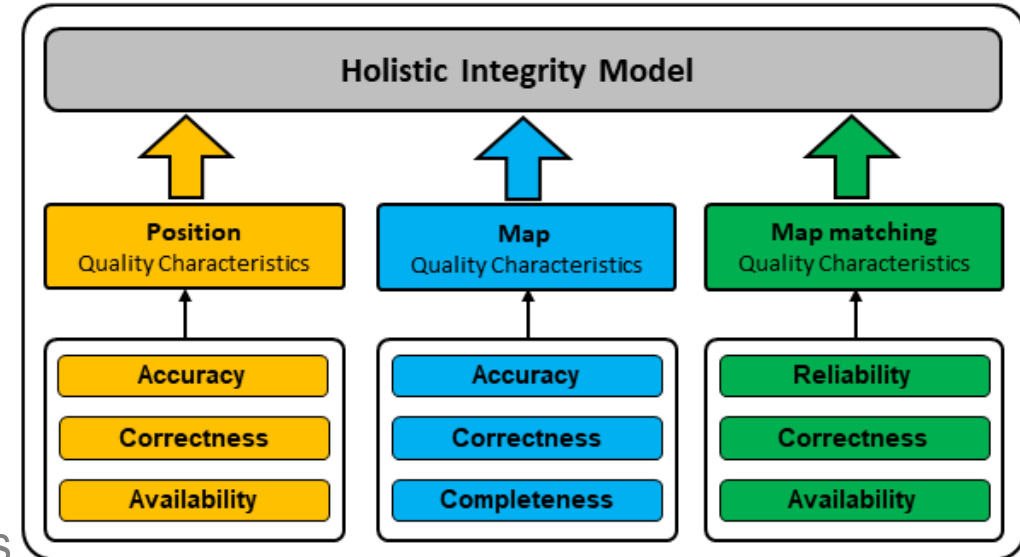 Holistic Integrity Model
Position
Quality Characteristics
Map
Quality Characteristics
Map matching
Quality Characteristics
Accuracy
Correctness
Availability
Accuracy
Correctness
Completeness
Reliability
Correctness
Availability
s